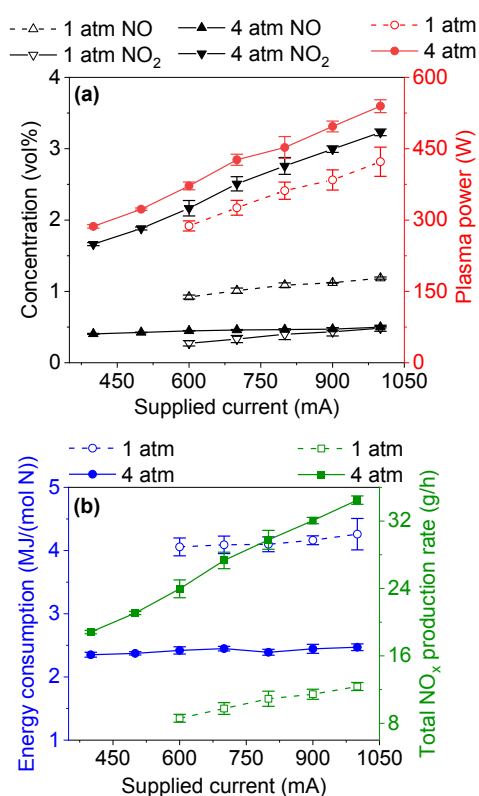 1 atm NO 4 atm NO 1 atm
1 atm NO₂ 4 atm NO₂ 4 atm
(a)
Concentration (vol%)
4
3
2
1
0
Plasma power (W)
600
450
300
150
0
450 600 750 900 1050
Supplied current (mA)
1 atm 1 atm
4 atm 4 atm
(b)
Energy consumption (MJ/(mol N))
5
4
3
2
1
Total NOₓ production rate (g/h)
32
24
16
8
450 600 750 900 1050
Supplied current (mA)